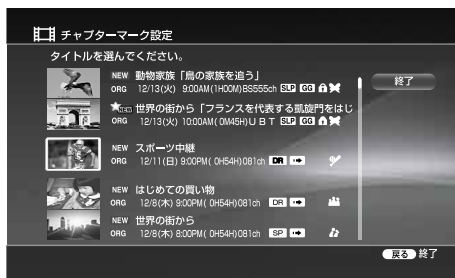 チャプターマーク設定
タイトルを選んでください。
NEW 動物家族「鳥の家族を追う」
ORG 12/13(火) 9:00AM(1H00M)BS555ch SLP GG
終了
NEW 世界の街から「フランスを代表する凱旋門をはじ
ORG 12/13(火) 10:00AM( 0M45H)UBT SLP GG
NEW スポーツ中継
ORG 12/11(日) 9:00PM( 0H54H)081ch DR
NEW はじめての買い物
ORG 12/8(木) 9:00PM( 0H54H)081ch DR
NEW 世界の街から
ORG 12/8(木) 5:00PM( 0H54H)081ch SP
戻る 終了